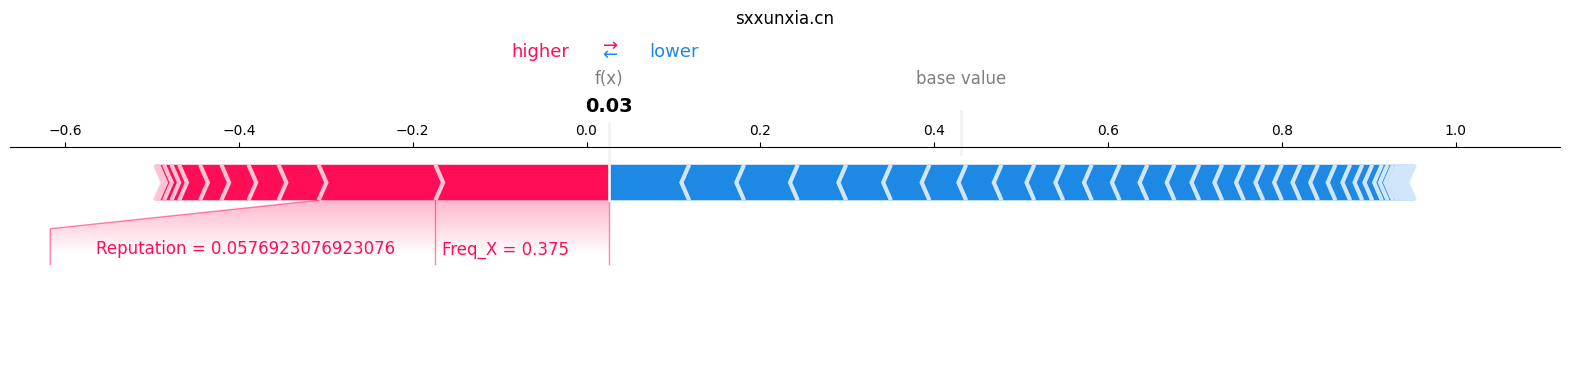 sxxunxia.cn
higher → ← lower
f(x) base value
0.03
−0.6 −0.4 −0.2 0.0 0.2 0.4 0.6 0.8 1.0
Reputation = 0.0576923076923076 Freq_X = 0.375